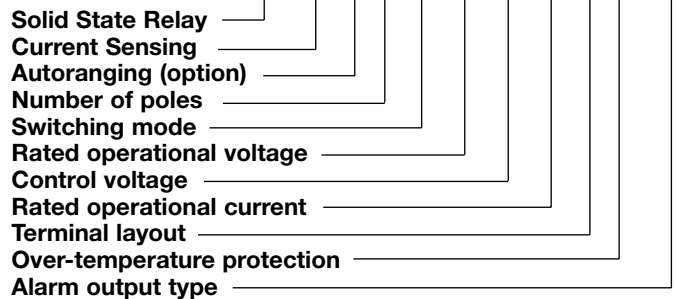 Solid State Relay
Current Sensing
Autoranging (option)
Number of poles
Switching mode
Rated operational voltage
Control voltage
Rated operational current
Terminal layout
Over-temperature protection
Alarm output type